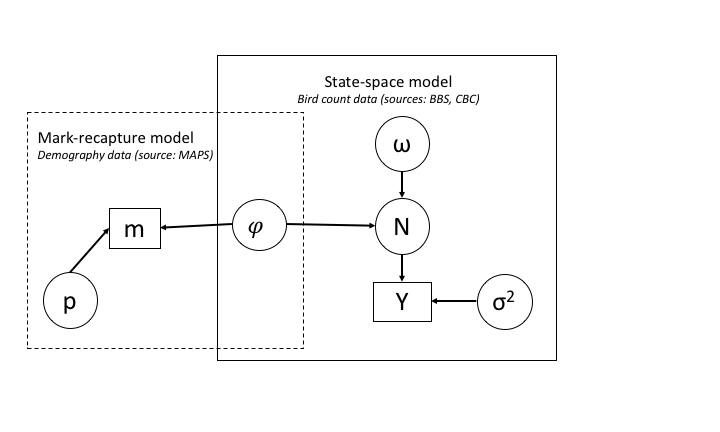 State-space model
Bird count data (sources: BBS, CBC)
Mark-recapture model
Demography data (source: MAPS)
ω
m
φ
N
p
Y
σ²